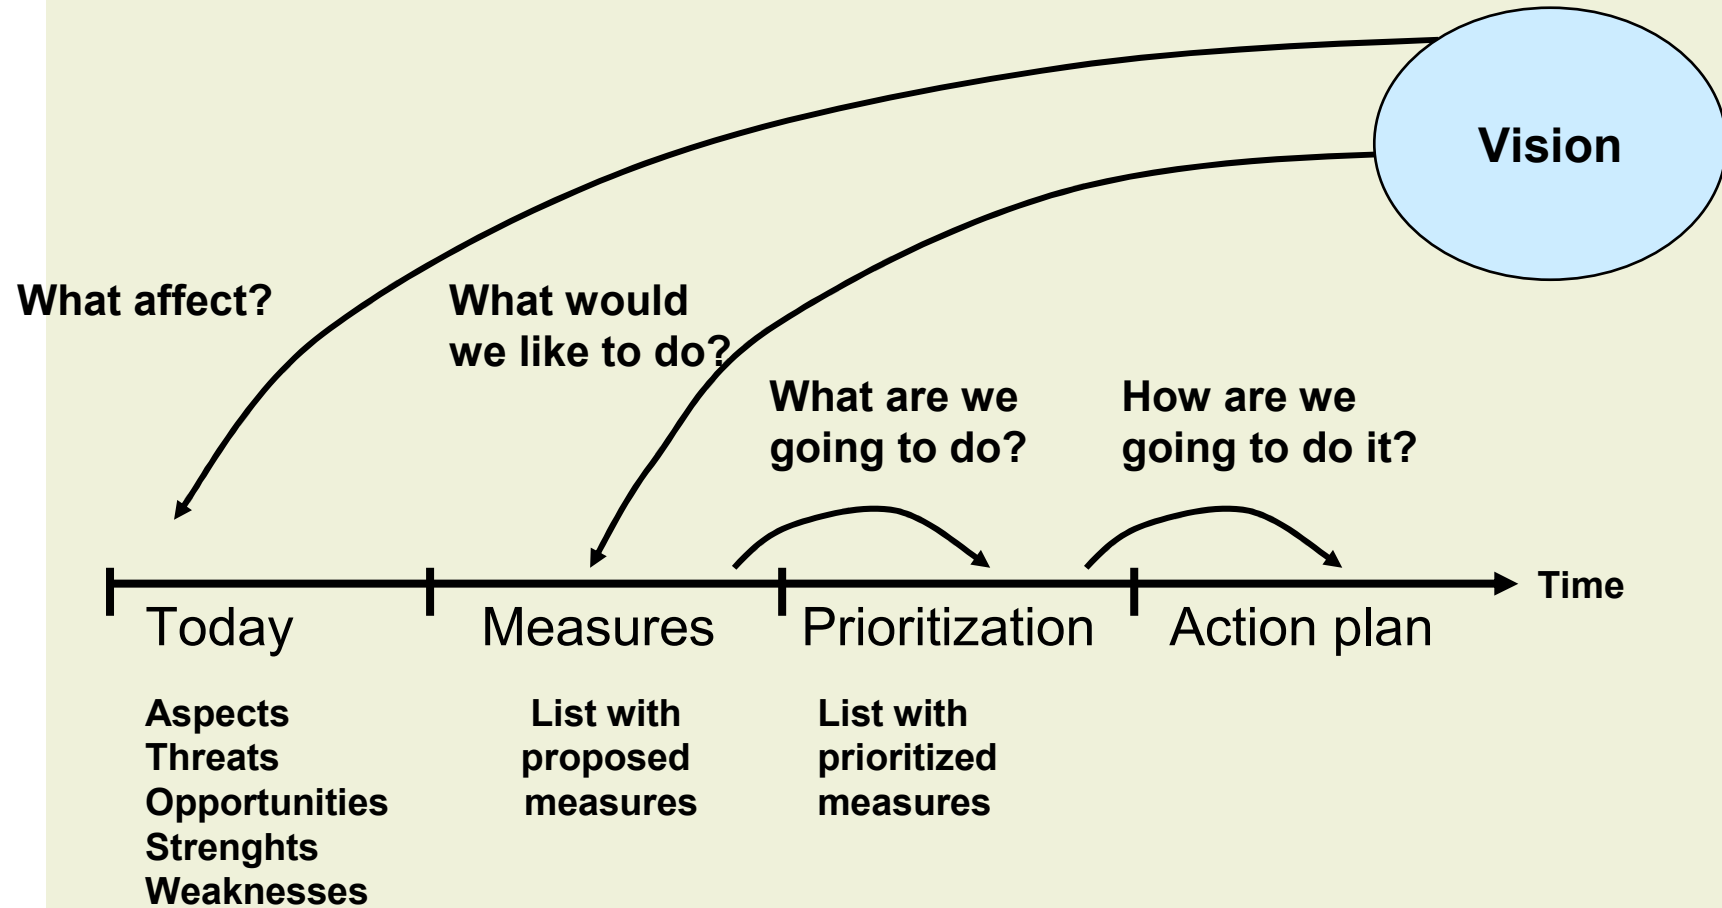 Vision
What affect?
What would
we like to do?
What are we
going to do?
How are we
going to do it?
Time
Today
Measures
Prioritization
Action plan
Aspects
Threats
Opportunities
Strenghts
Weaknesses
List with
proposed
measures
List with
prioritized
measures